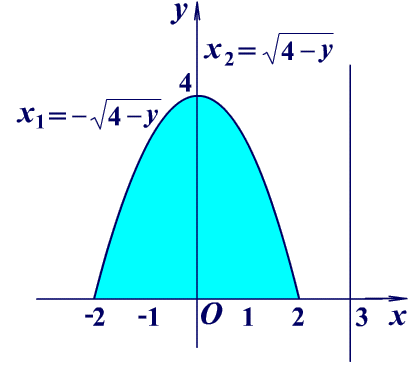 y
x₂=√(4−y)
4
x₁=−√(4−y)
-2 -1 O 1 2 3 x